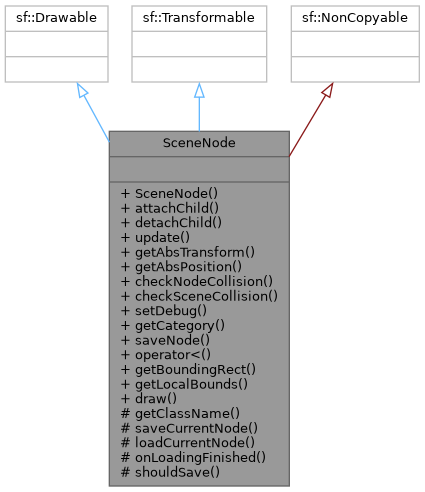 sf::Drawable
sf::Transformable
sf::NonCopyable
SceneNode
+ SceneNode()
+ attachChild()
+ detachChild()
+ update()
+ getAbsTransform()
+ getAbsPosition()
+ checkNodeCollision()
+ checkSceneCollision()
+ setDebug()
+ getCategory()
+ saveNode()
+ operator<()
+ getBoundingRect()
+ getLocalBounds()
+ draw()
# getClassName()
# saveCurrentNode()
# loadCurrentNode()
# onLoadingFinished()
# shouldSave()